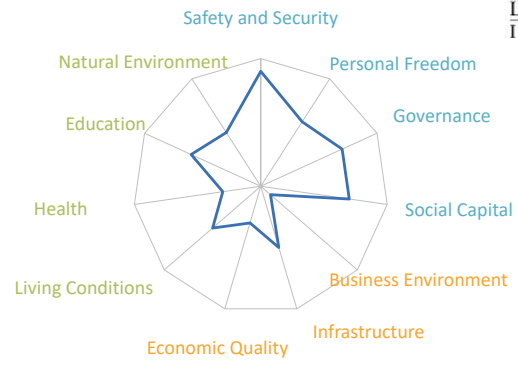 Safety and Security
Natural Environment
Personal Freedom
Education
Governance
Health
Social Capital
Living Conditions
Business Environment
Economic Quality
Infrastructure